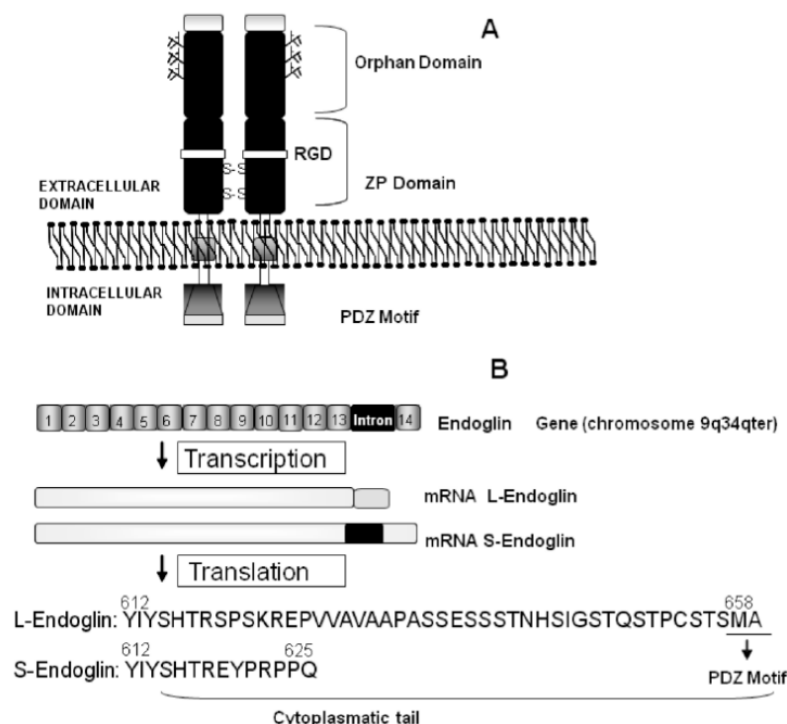 A
Orphan Domain
RGD
S-S
S-S
ZP Domain
EXTRACELLULAR
DOMAIN
INTRACELLULAR
DOMAIN
PDZ Motif
B
1 2 3 4 5 6 7 8 9 10 11 12 13 Intron 14 Endoglin Gene (chromosome 9q34qter)
Transcription
mRNA L-Endoglin
mRNA S-Endoglin
Translation
612 658
L-Endoglin: YIYSHTRSPSKREPVVAVAAPASSESSSTNHSIGSTQSTPCSTSMA
612 625
S-Endoglin: YIYSHTREYPRPPQ
PDZ Motif
Cytoplasmatic tail